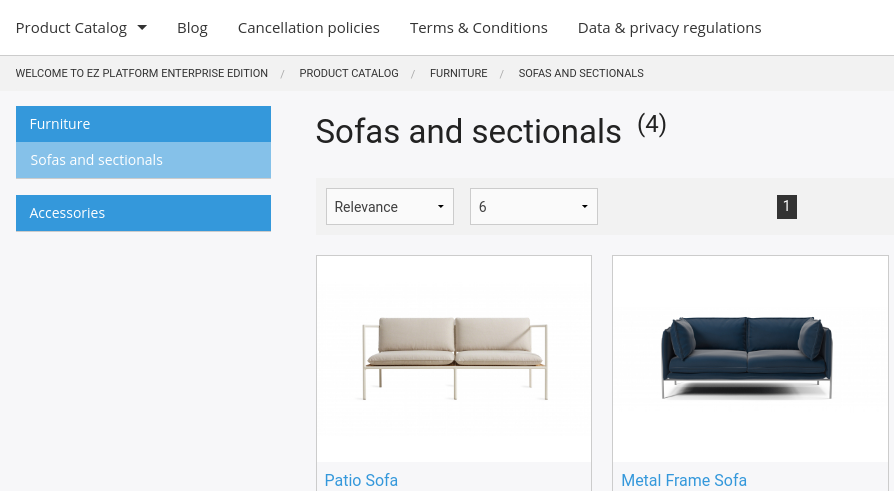 Product Catalog Blog Cancellation policies Terms & Conditions Data & privacy regulations
WELCOME TO EZ PLATFORM ENTERPRISE EDITION / PRODUCT CATALOG / FURNITURE / SOFAS AND SECTIONALS
Furniture
Sofas and sectionals
Accessories
Sofas and sectionals (4)
Relevance 6 1
Patio Sofa
Metal Frame Sofa